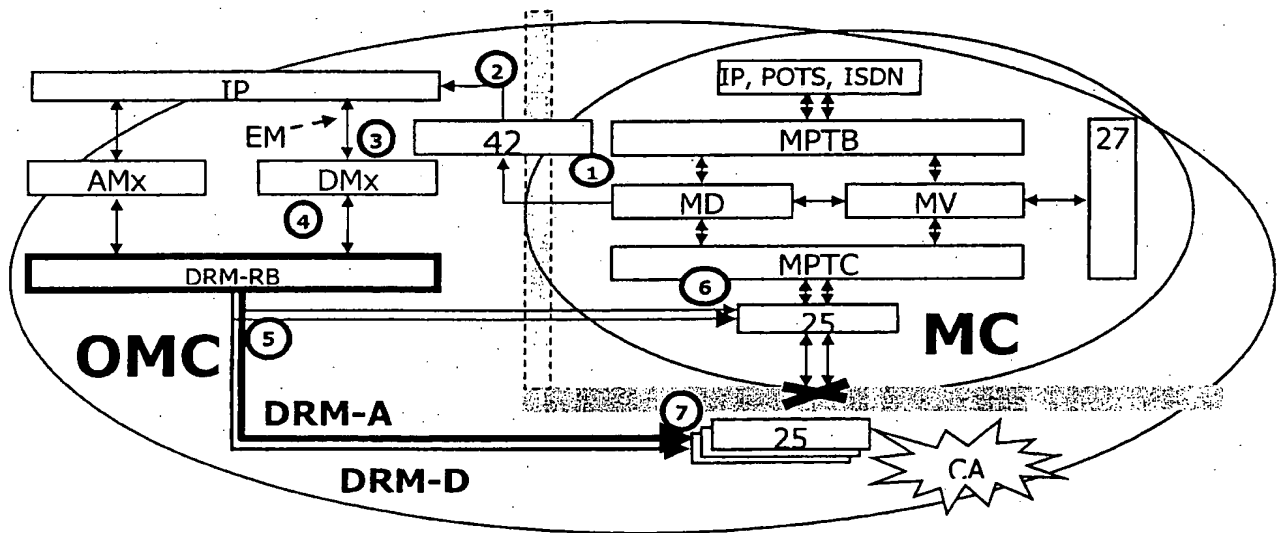 IP
2
IP, POTS, ISDN
EM
3
42
1
MPTB
27
AMx
DMx
MD
MV
4
MPTC
DRM-RB
6
25
5
OMC
MC
DRM-A
7
25
CA
DRM-D